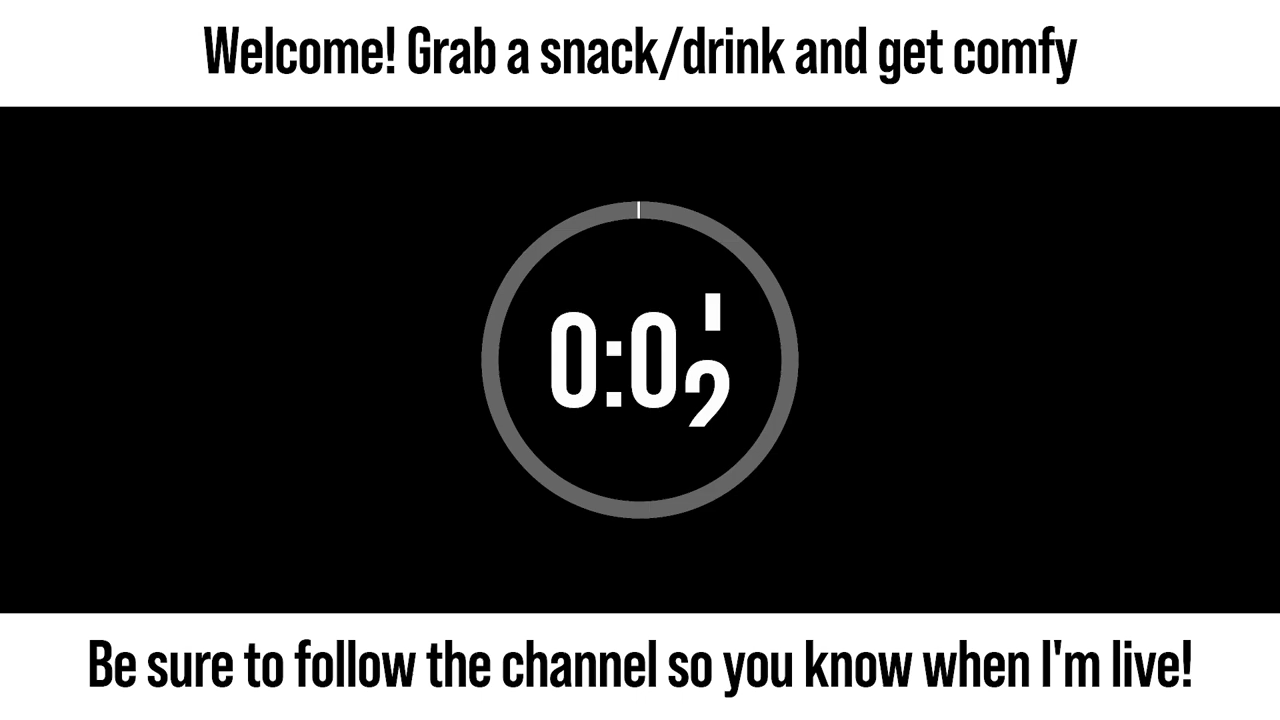 Welcome! Grab a snack/drink and get comfy
0:0
Be sure to follow the channel so you know when I'm live!